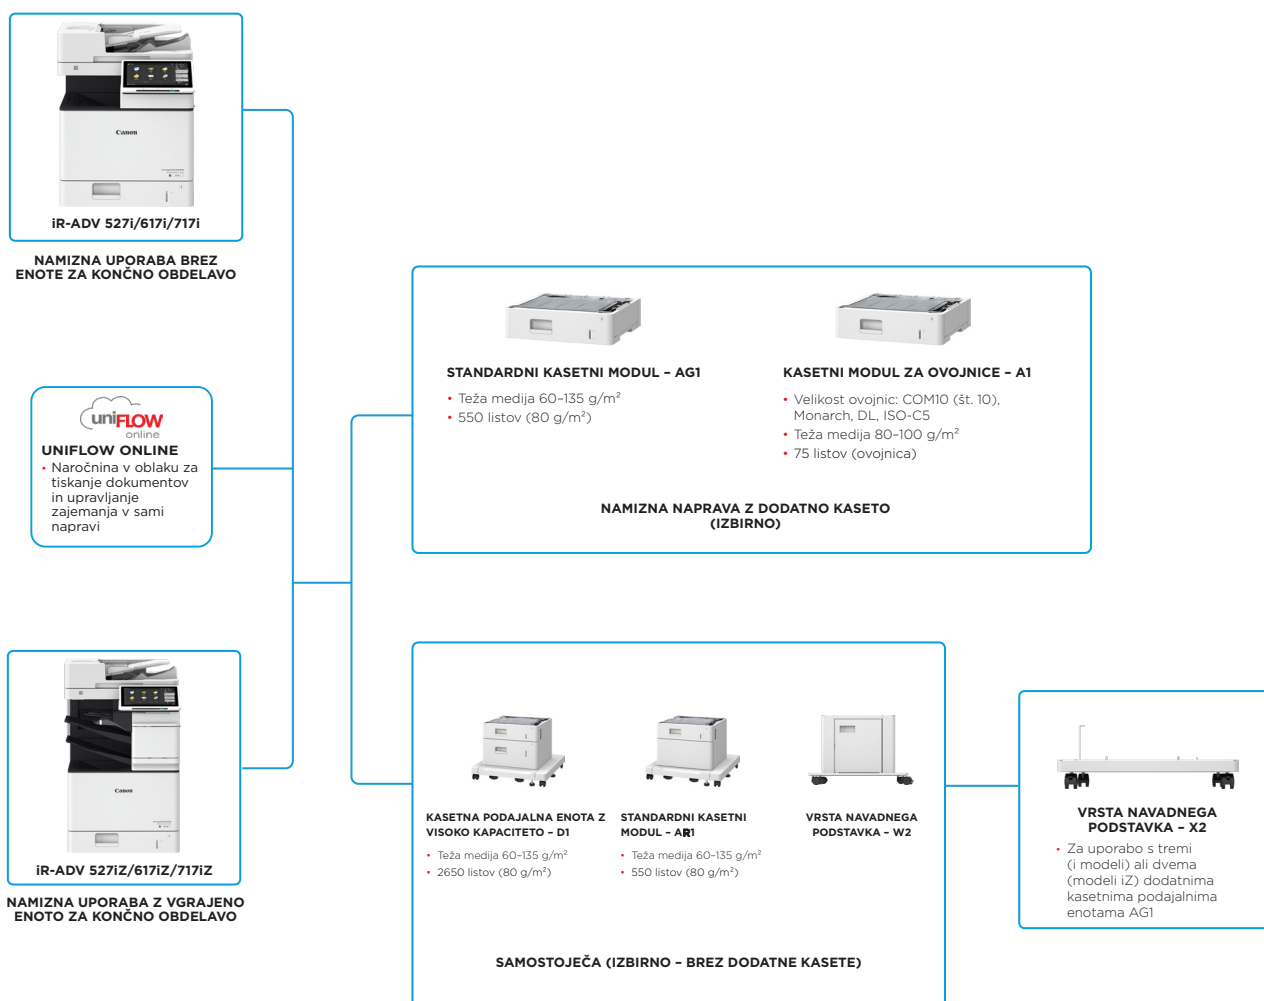 Canon
iR-ADV 527i/617i/717i
NAMIZNA UPORABA BREZ
ENOTE ZA KONČNO OBDELAVO
uniFLOW
online
UNIFLOW ONLINE
• Naročnina v oblaku za
tiskanje dokumentov
in upravljanje
zajemanja v sami
napravi
Canon
iR-ADV 527iZ/617iZ/717iZ
NAMIZNA UPORABA Z VGRAJENO
ENOTO ZA KONČNO OBDELAVO
STANDARDNI KASETNI MODUL – AG1
• Teža medija 60–135 g/m²
• 550 listov (80 g/m²)
KASETNI MODUL ZA OVOJNICE – A1
• Velikost ovojnic: COM10 (št. 10),
Monarch, DL, ISO-C5
• Teža medija 80–100 g/m²
• 75 listov (ovojnica)
NAMIZNA NAPRAVA Z DODATNO KASETO
(IZBIRNO)
KASETNA PODAJALNA ENOTA Z
VISOKO KAPACITETO – D1
• Teža medija 60–135 g/m²
• 2650 listov (80 g/m²)
STANDARDNI KASETNI
MODUL – AR1
• Teža medija 60–135 g/m²
• 550 listov (80 g/m²)
VRSTA NAVADNEGA
PODSTAVKA – W2
SAMOSTOJEČA (IZBIRNO – BREZ DODATNE KASETE)
VRSTA NAVADNEGA
PODSTAVKA – X2
• Za uporabo s tremi
(i modeli) ali dvema
(modeli iZ) dodatnima
kasetnima podajalnima
enotama AG1